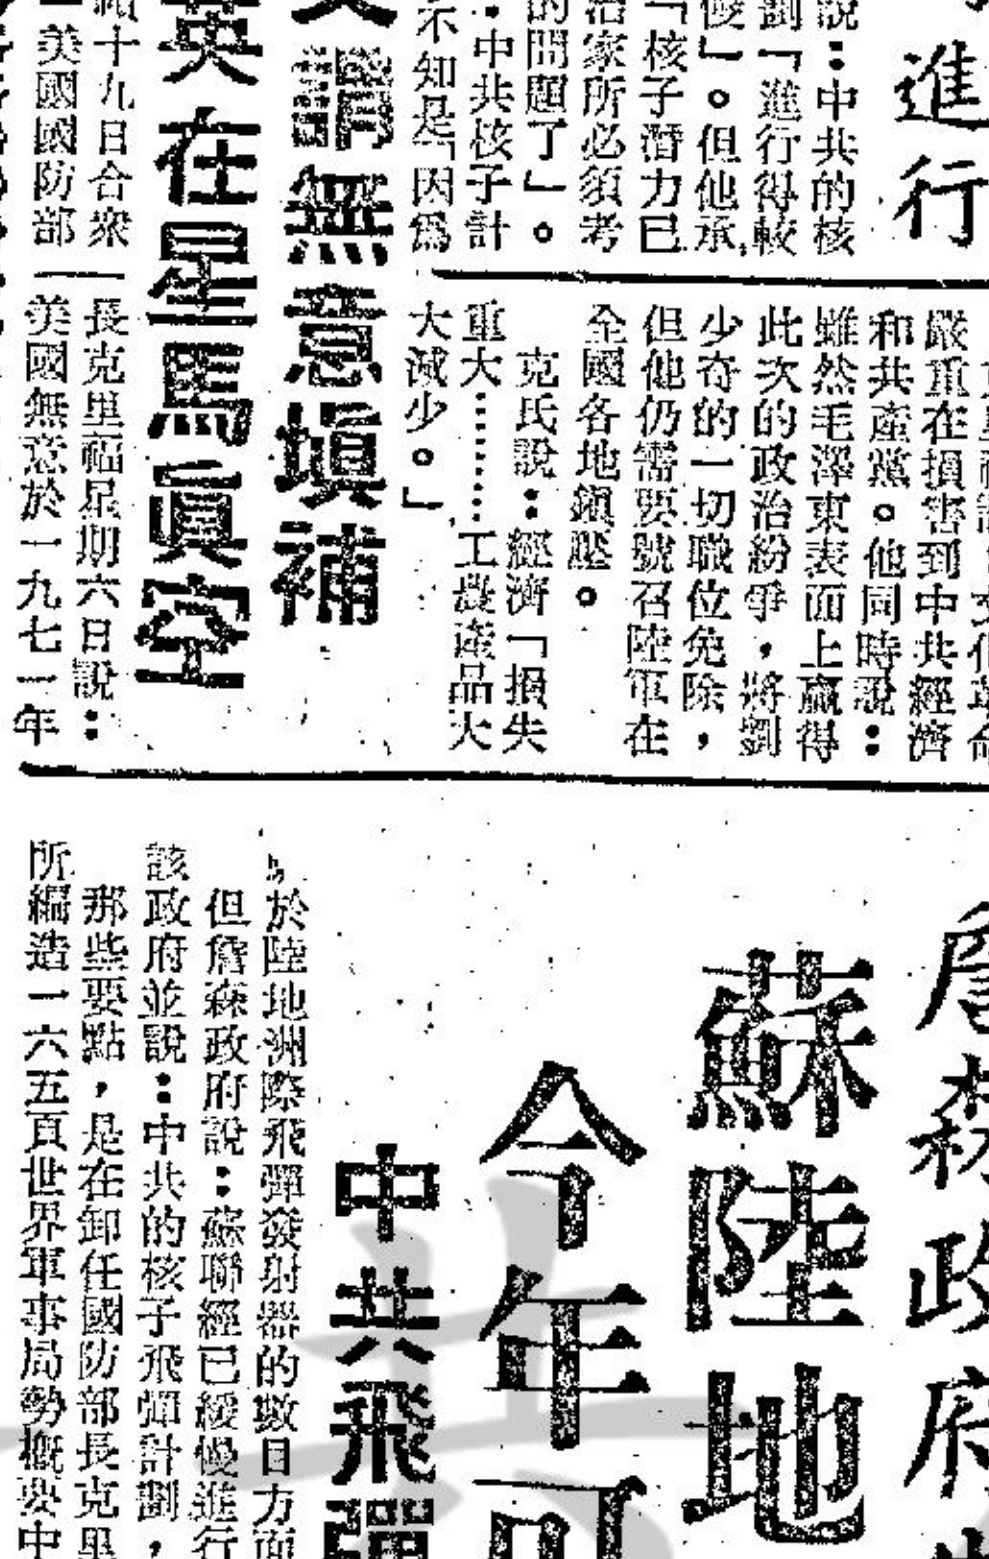 進行
說：中共的核
劃「進行得較
慢」。但他承
「核子潛力已
治家所必須考
的問題了」。
：中共核子計
不知是「因爲
嚴重在損害到中共經濟
和共產黨。他同時說：
雖然毛澤東表面上贏得
此次的政治紛爭，將劉
少奇的一切職位免除，
但他仍需要號召陸軍在
全國各地鎮壓。
克氏說：經濟「損失
重大⋯⋯⋯工農產品大
大減少。」
謂無意塡補
英在星馬眞空
十九日合衆
美國國防部
長克里福星期六日說：
美國無意於一九七一年
詹森政府
蘇陸地
今年可
中共飛彈
於陸地洲際飛彈發射器的數目方面
但詹森政府說：蘇聯經已緩慢進行
該政府並說：中共的核子飛彈計劃，
那些要點，是在卸任國防部長克里
所編造一六五頁世界軍事局勢概要中